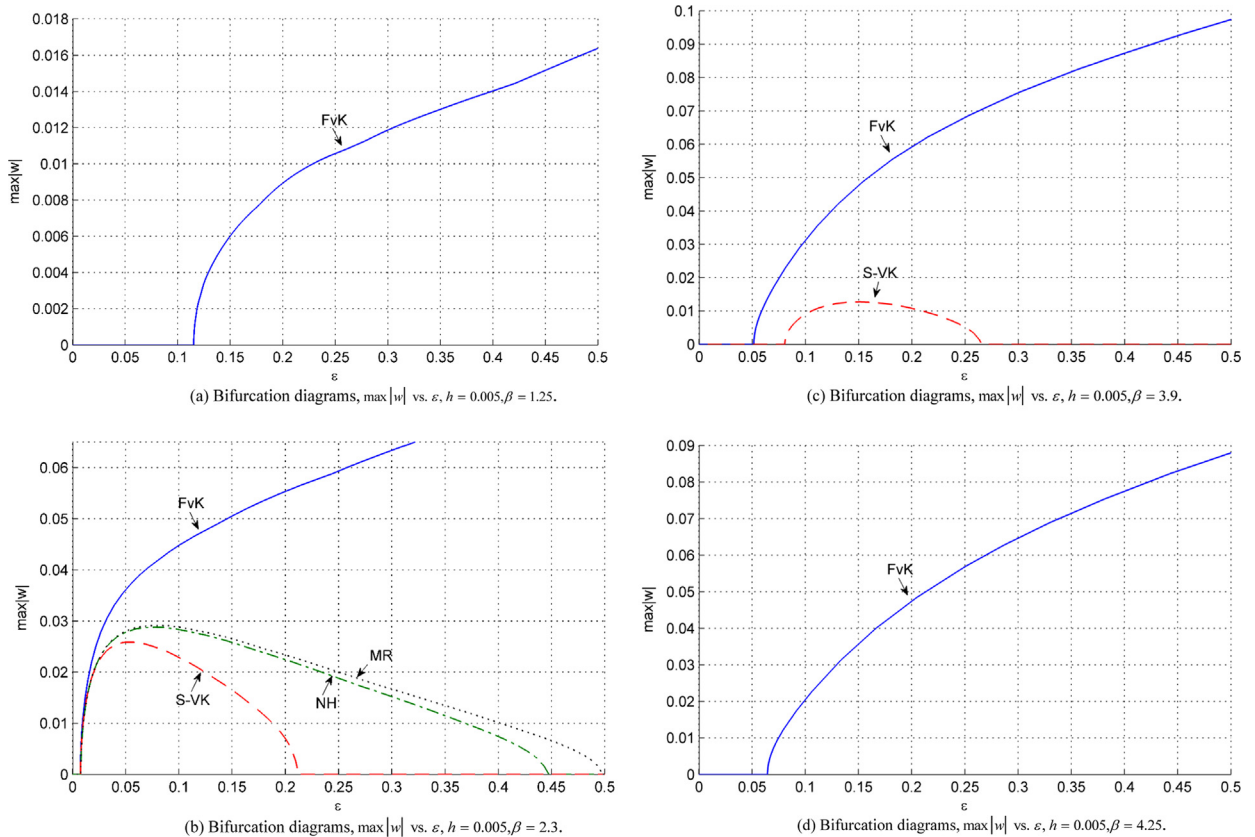 0.018
0.016
0.014
0.012
0.01
0.008
0.006
0.004
0.002
0
max|w|
FvK
0 0.05 0.1 0.15 0.2 0.25 0.3 0.35 0.4 0.45 0.5
ε
(a) Bifurcation diagrams, max|w| vs. ε, h = 0.005,β = 1.25.
0.06
0.05
0.04
0.03
0.02
0.01
0
max|w|
FvK
S-VK
NH
MR
0 0.05 0.1 0.15 0.2 0.25 0.3 0.35 0.4 0.45 0.5
ε
(b) Bifurcation diagrams, max|w| vs. ε, h = 0.005,β = 2.3.
0.1
0.09
0.08
0.07
0.06
0.05
0.04
0.03
0.02
0.01
0
max|w|
FvK
S-VK
0 0.05 0.1 0.15 0.2 0.25 0.3 0.35 0.4 0.45 0.5
ε
(c) Bifurcation diagrams, max|w| vs. ε, h = 0.005,β = 3.9.
0.09
0.08
0.07
0.06
0.05
0.04
0.03
0.02
0.01
0
max|w|
FvK
0 0.05 0.1 0.15 0.2 0.25 0.3 0.35 0.4 0.45 0.5
ε
(d) Bifurcation diagrams, max|w| vs. ε, h = 0.005,β = 4.25.